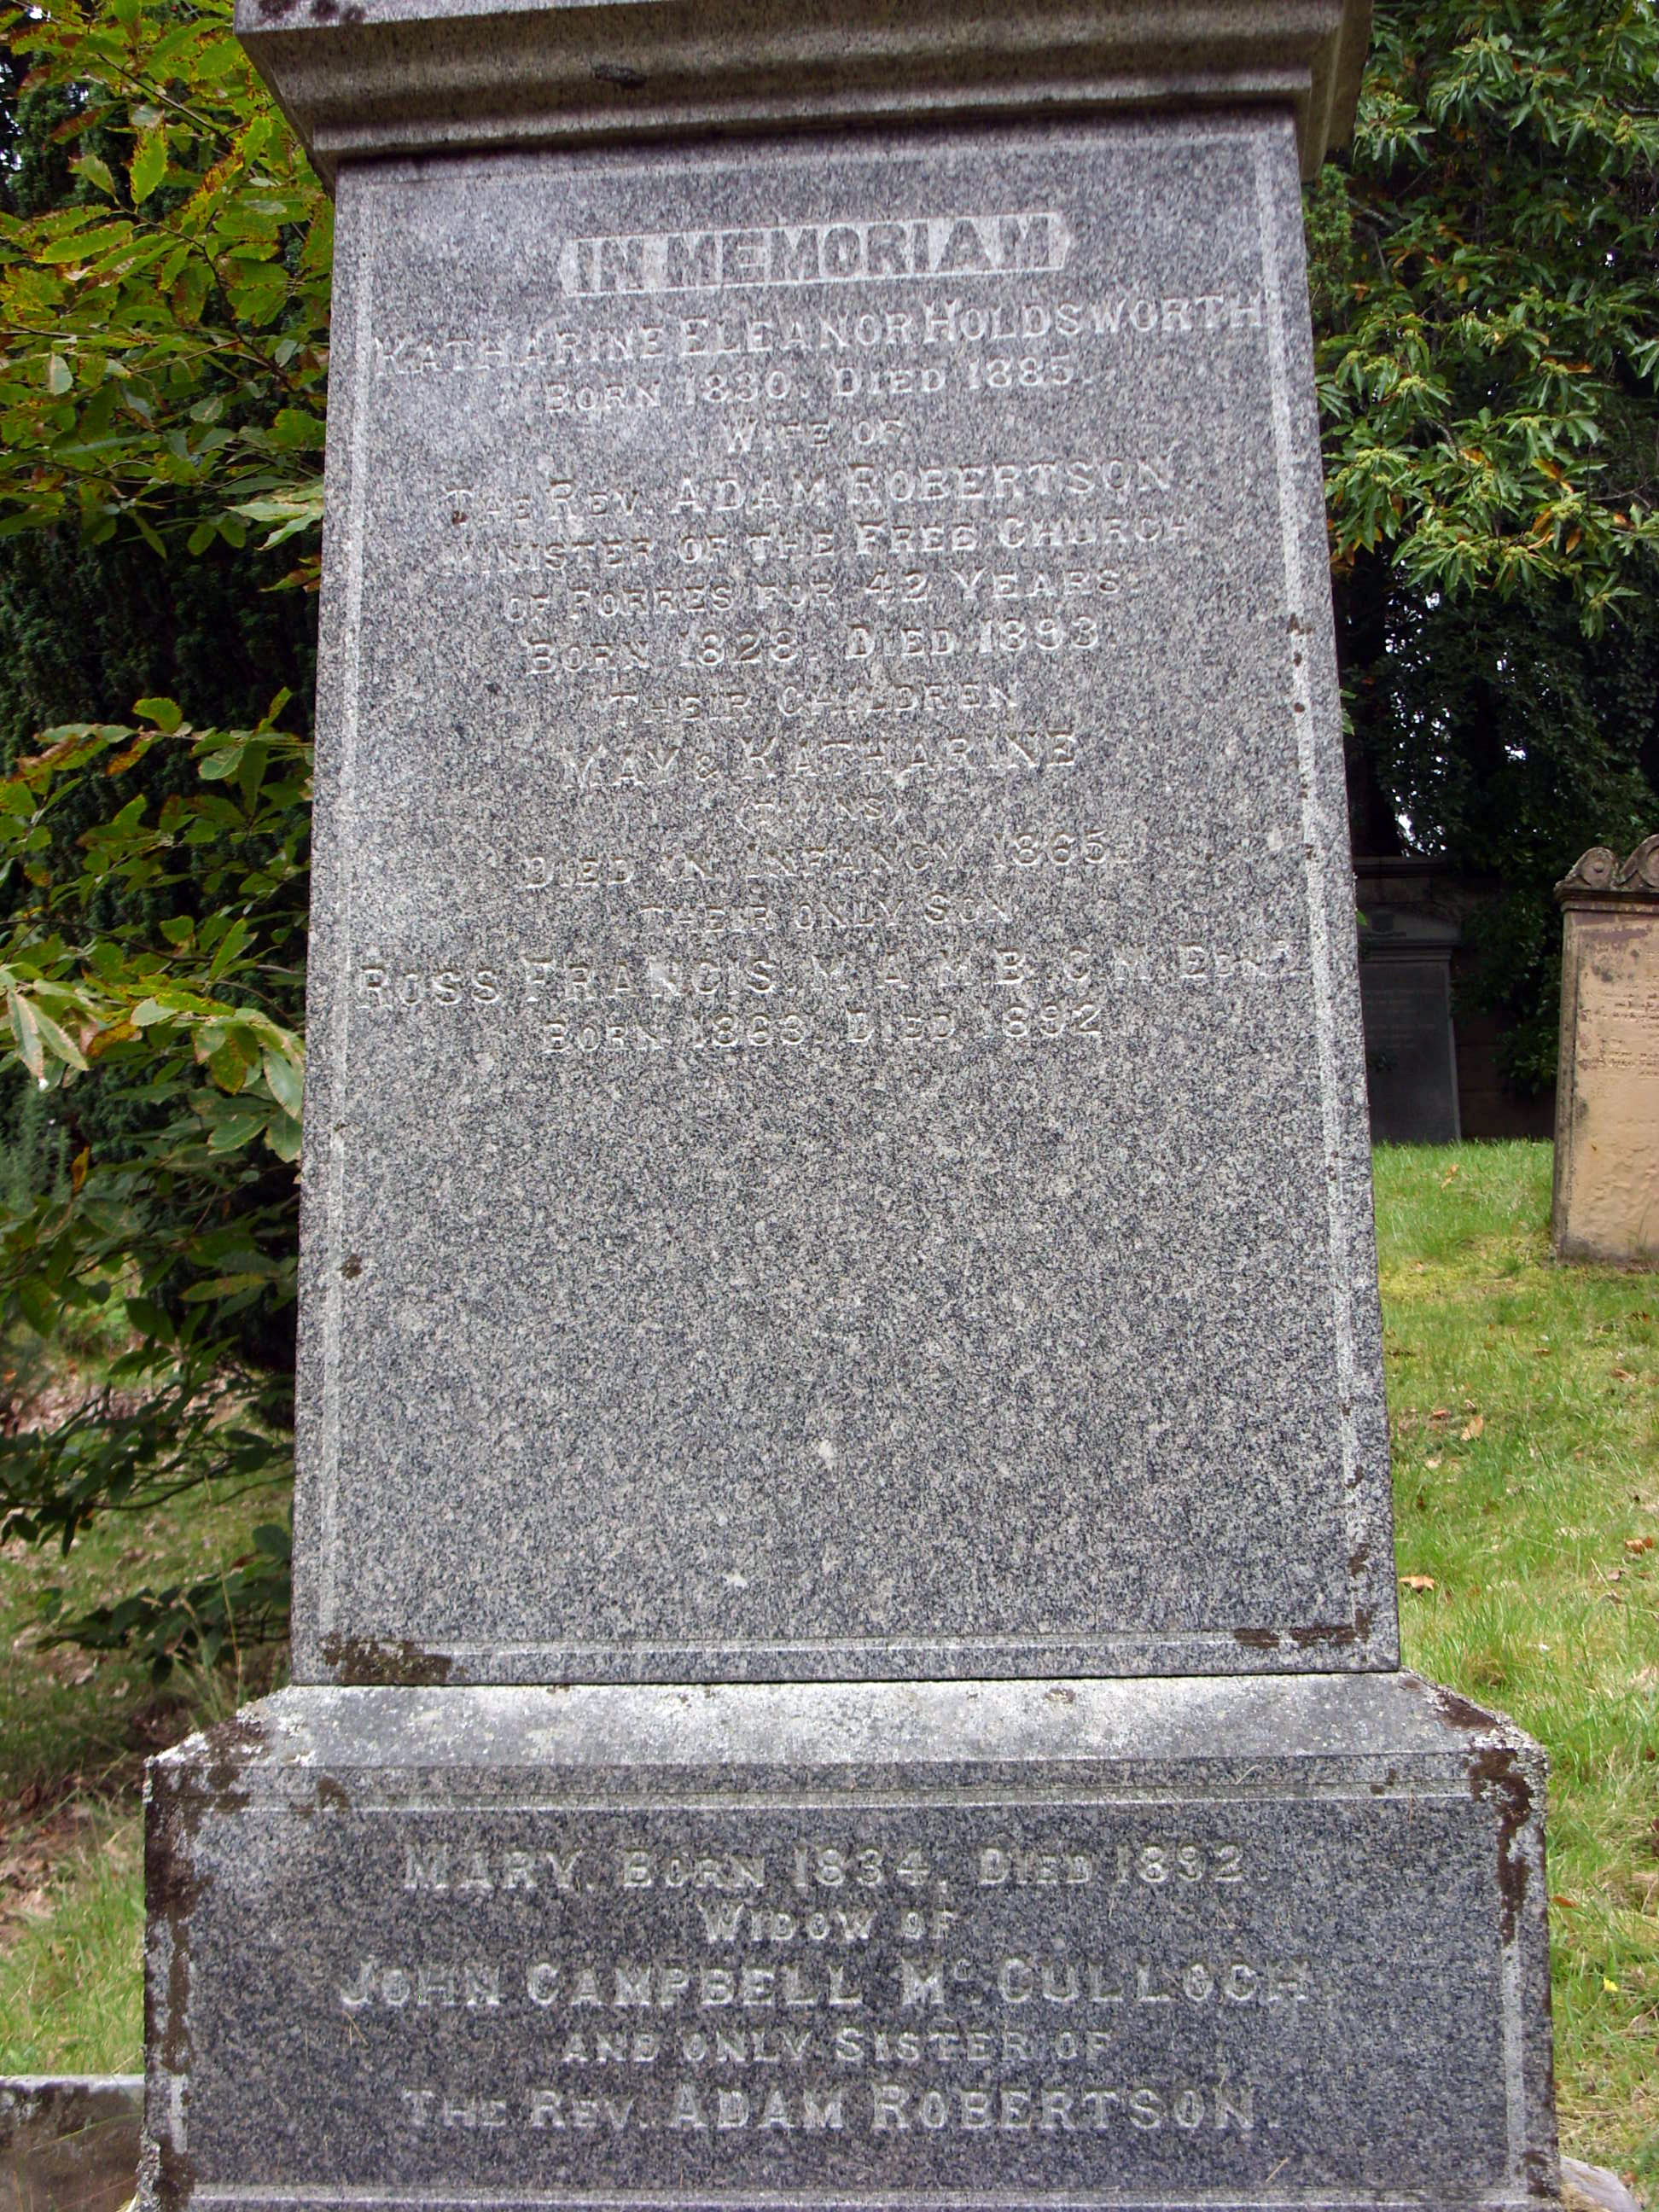 IN MEMORIAM
KATHARINE ELEANOR HOLDSWORTH
BORN 1830. DIED 1885.
WIFE OF
THE REV. ADAM ROBERTSON
MINISTER OF THE FREE CHURCH
OF FORRES FOR 42 YEARS.
BORN 1828. DIED 1893.
THEIR CHILDREN
MAY & KATHARINE
(TWINS)
DIED IN INFANCY 1865.
THEIR ONLY SON
ROSS FRANCIS, M.A. M.B. C.M. EDINR
BORN 1863. DIED 1892.
MARY, BORN 1834, DIED 1892.
WIDOW OF
JOHN CAMPBELL McCULLOCH,
AND ONLY SISTER OF
THE REV. ADAM ROBERTSON.